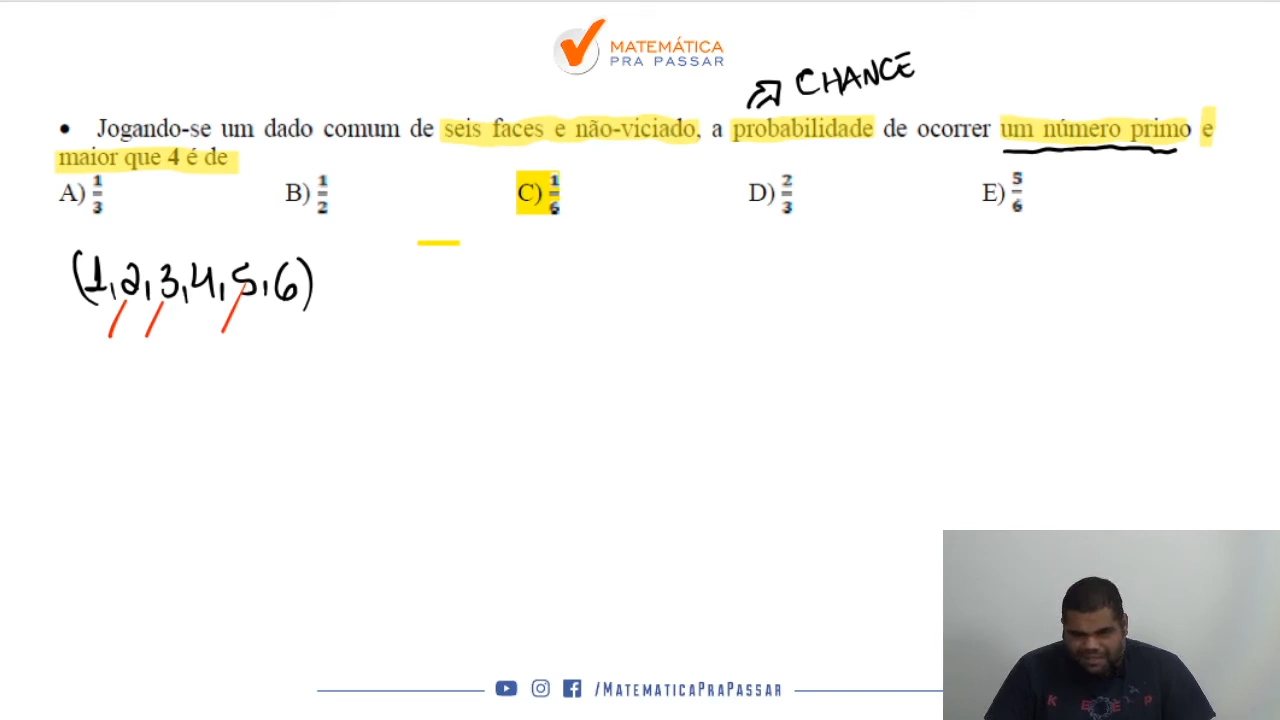 MATEMÁTICA
PRA PASSAR
CHANCE
• Jogando-se um dado comum de seis faces e não-viciado, a probabilidade de ocorrer um número primo e
maior que 4 é de
A) 1/3 B) 1/2 C) 1/6 D) 2/3 E) 5/6
(1,2,3,4,5,6)
/MATEMATICAPRAPASSAR
K E E P